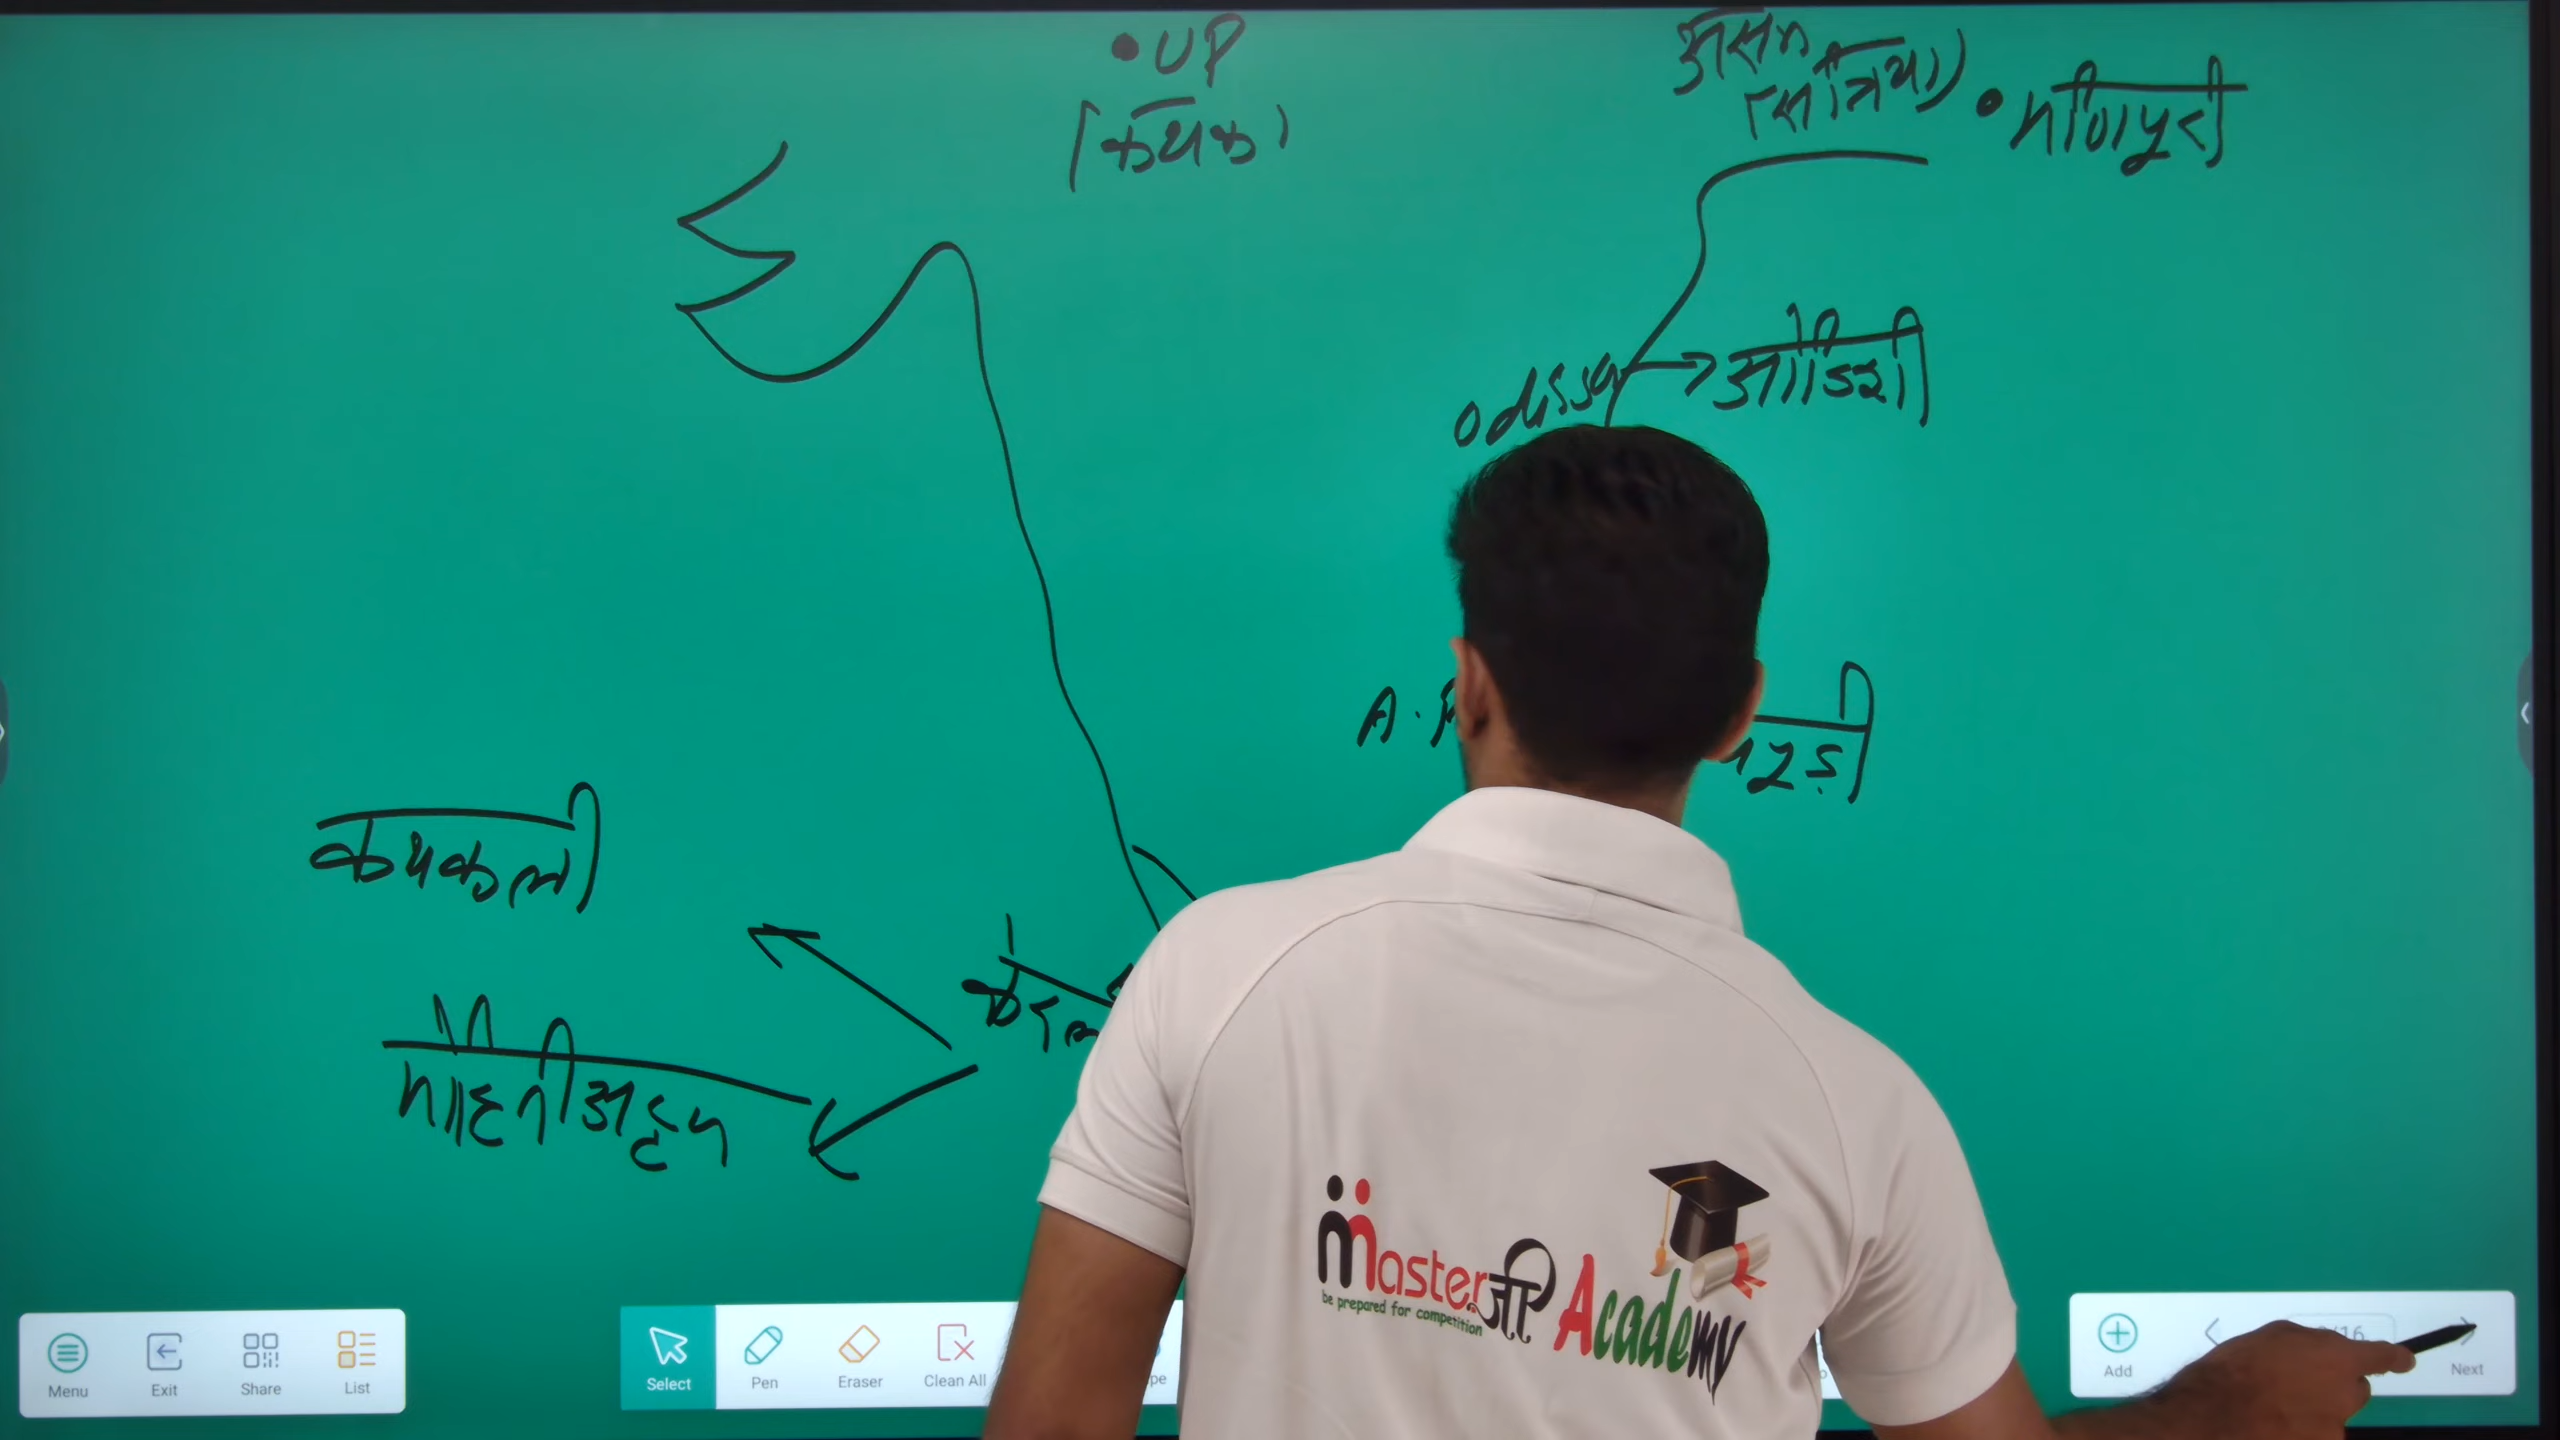 • UP
(कथक)
असम
(सत्रिया)
• मणिपुरी
odissa → ओडिशी
A.P
कथकली
मोहिनीअट्टम
Masterजी Academy
be prepared for competition
Menu
Exit
Share
List
Select
Pen
Eraser
Clean All
Add
Next